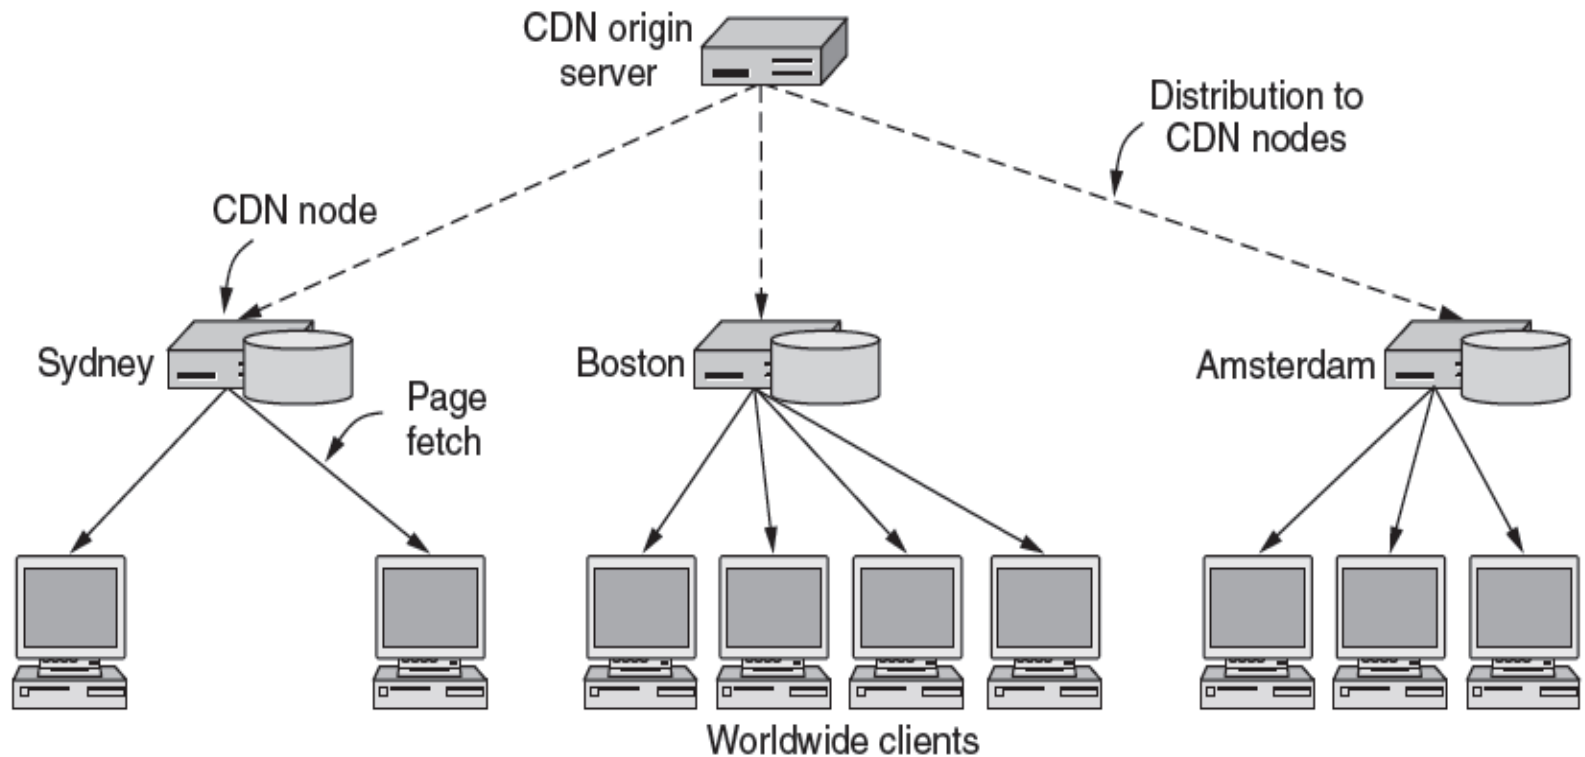 CDN origin
server
Distribution to
CDN nodes
CDN node
Sydney
Boston
Amsterdam
Page
fetch
Worldwide clients